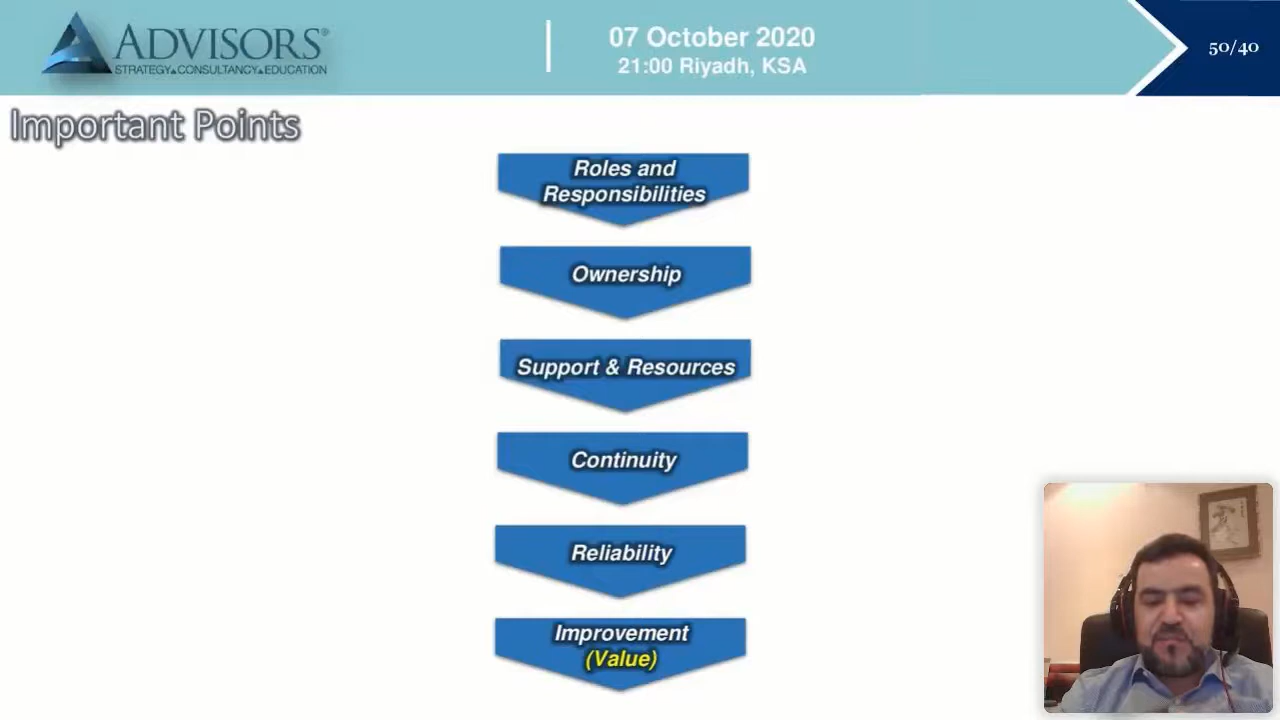 ADVISORS®
STRATEGY▲CONSULTANCY▲EDUCATION
07 October 2020
21:00 Riyadh, KSA
50/40
Important Points
Roles and
Responsibilities
Ownership
Support & Resources
Continuity
Reliability
Improvement
(Value)